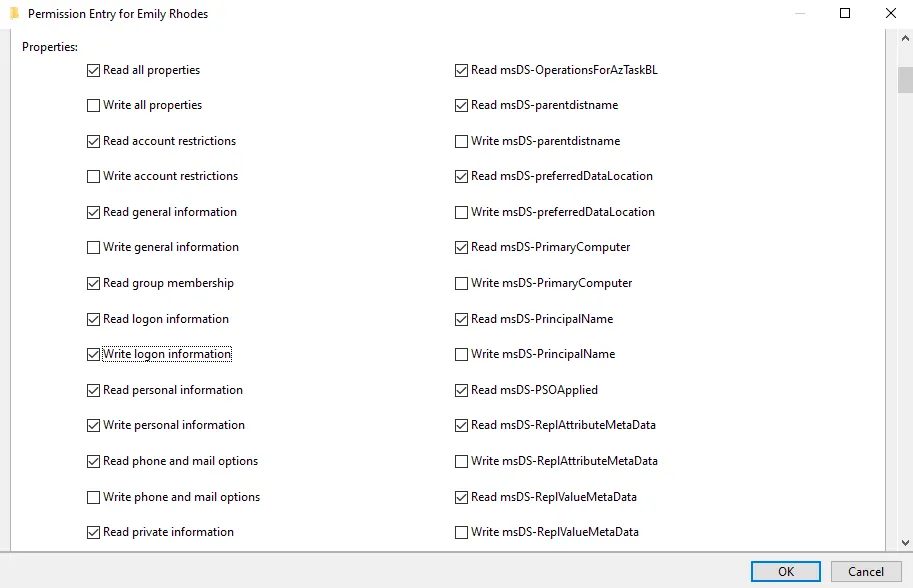 Permission Entry for Emily Rhodes
Properties:
Read all properties
Write all properties
Read account restrictions
Write account restrictions
Read general information
Write general information
Read group membership
Read logon information
Write logon information
Read personal information
Write personal information
Read phone and mail options
Write phone and mail options
Read private information
Read msDS-OperationsForAzTaskBL
Read msDS-parentdistname
Write msDS-parentdistname
Read msDS-preferredDataLocation
Write msDS-preferredDataLocation
Read msDS-PrimaryComputer
Write msDS-PrimaryComputer
Read msDS-PrincipalName
Write msDS-PrincipalName
Read msDS-PSOApplied
Read msDS-ReplAttributeMetaData
Write msDS-ReplAttributeMetaData
Read msDS-ReplValueMetaData
Write msDS-ReplValueMetaData
OK
Cancel